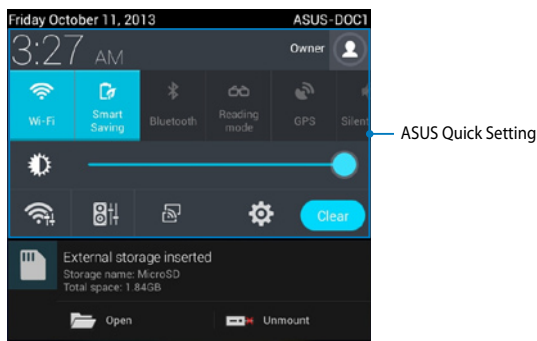 Friday October 11, 2013 ASUS-DOC1
3:27 AM Owner
Wi-Fi Smart Saving Bluetooth Reading mode GPS Silent
ASUS Quick Setting
Clear
External storage inserted
Storage name: MicroSD
Total space: 1.84GB
Open Unmount